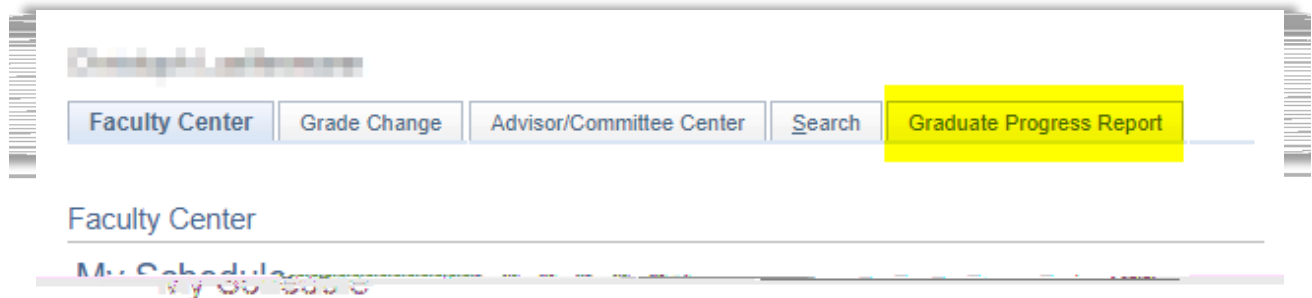 Faculty Center Grade Change Advisor/Committee Center Search Graduate Progress Report
Faculty Center
My Schedule